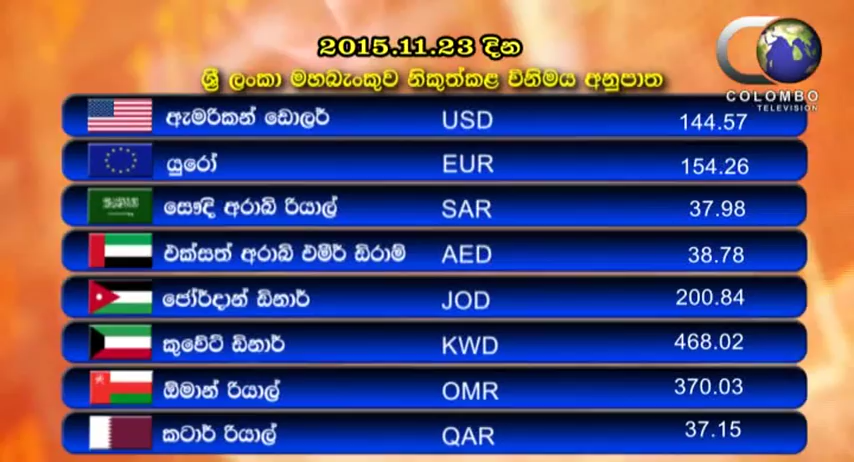 2015.11.23 දින
ශ්‍රී ලංකා මහබැංකුව නිකුත්කළ විනිමය අනුපාත
COLOMBO
TELEVISION
ඇමරිකන් ඩොලර් USD 144.57
යුරෝ EUR 154.26
සෞදි අරාබි රියාල් SAR 37.98
එක්සත් අරාබි එමීර් ඩිරාම් AED 38.78
ජෝර්දාන් ඩිනාර් JOD 200.84
කුවේට් ඩිනාර් KWD 468.02
ඕමාන් රියාල් OMR 370.03
කටාර් රියාල් QAR 37.15